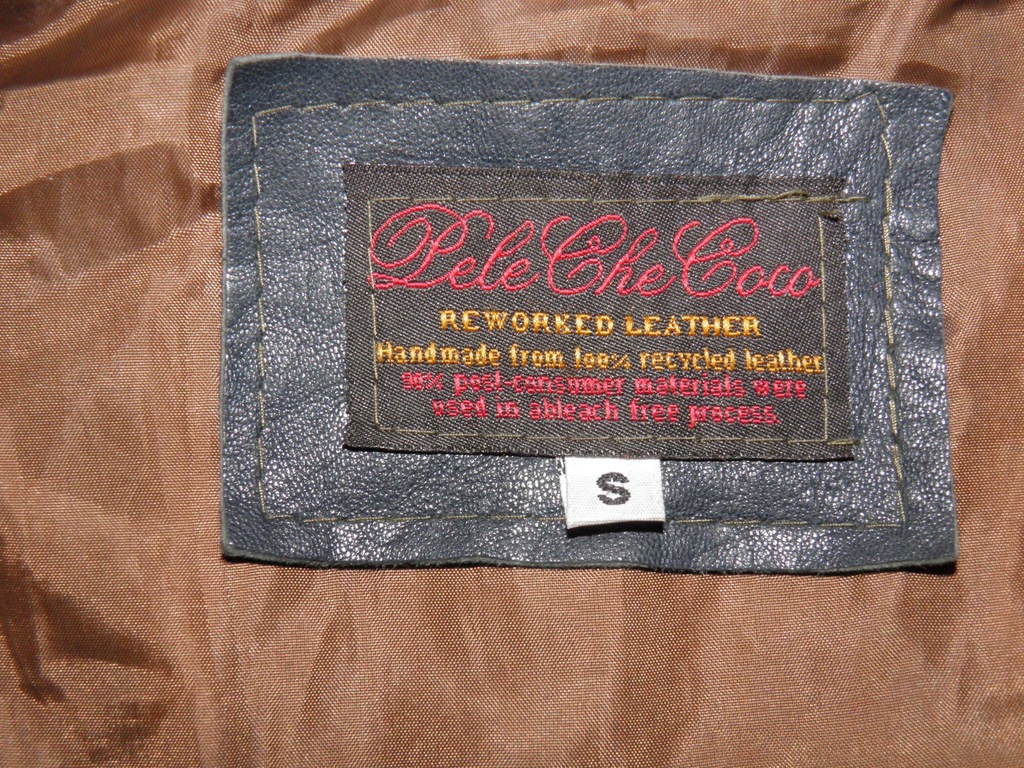 Pele Che Coco
REWORKED LEATHER
Handmade from 100% recycled leather
90% post-consumer materials were
used in ableach free process.
S